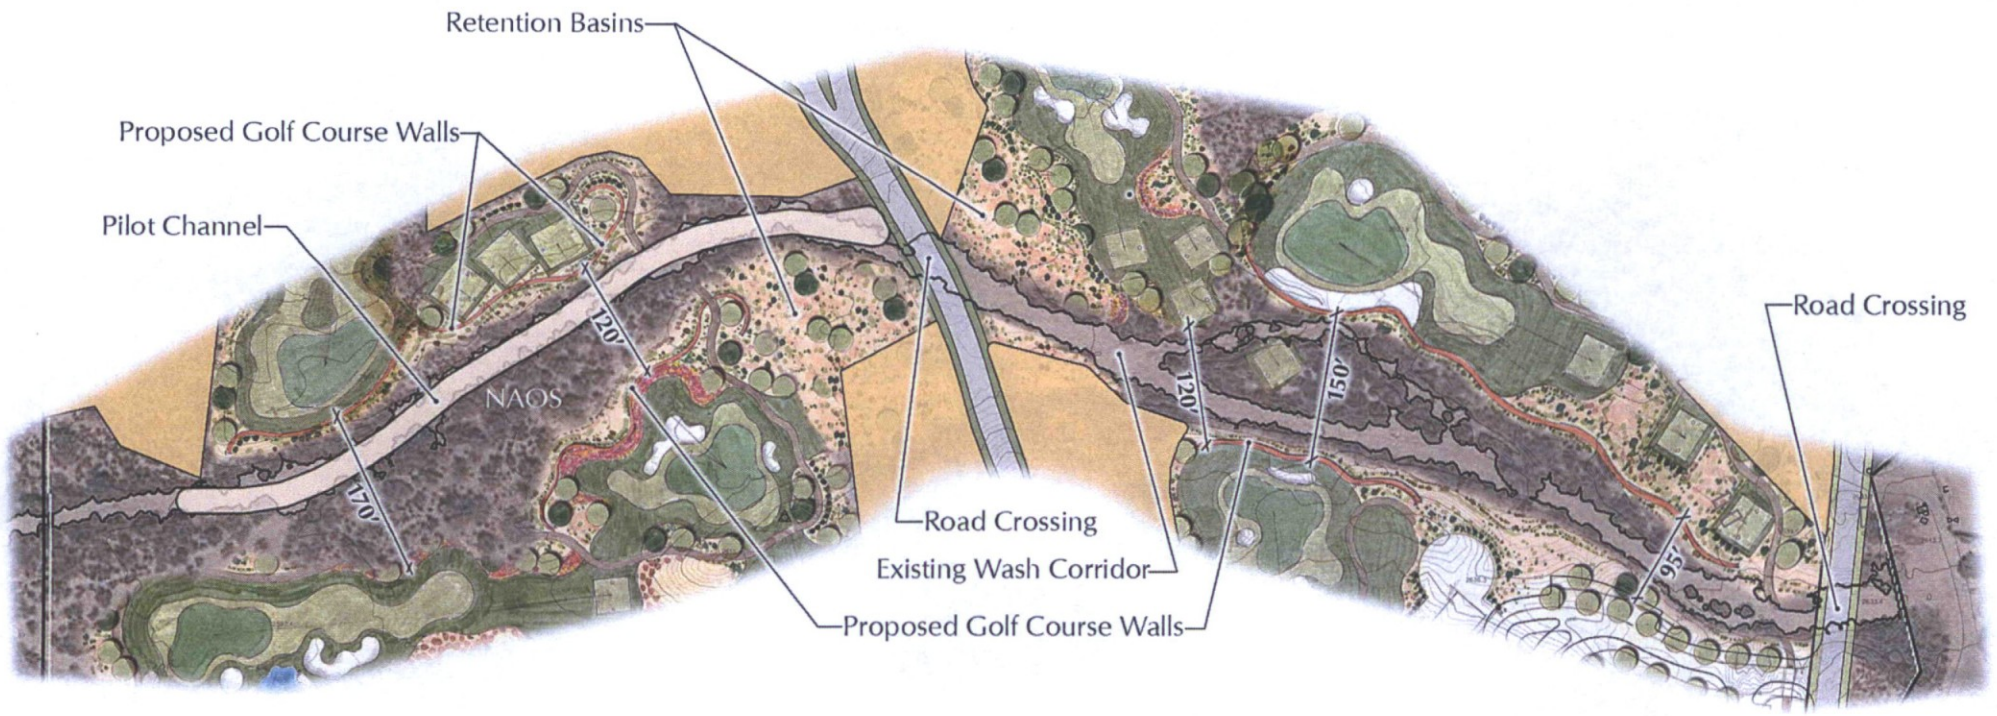 Retention Basins
Proposed Golf Course Walls
Pilot Channel
Road Crossing
120'
NAOS
120'
150'
170'
Road Crossing
95'
Existing Wash Corridor
Proposed Golf Course Walls